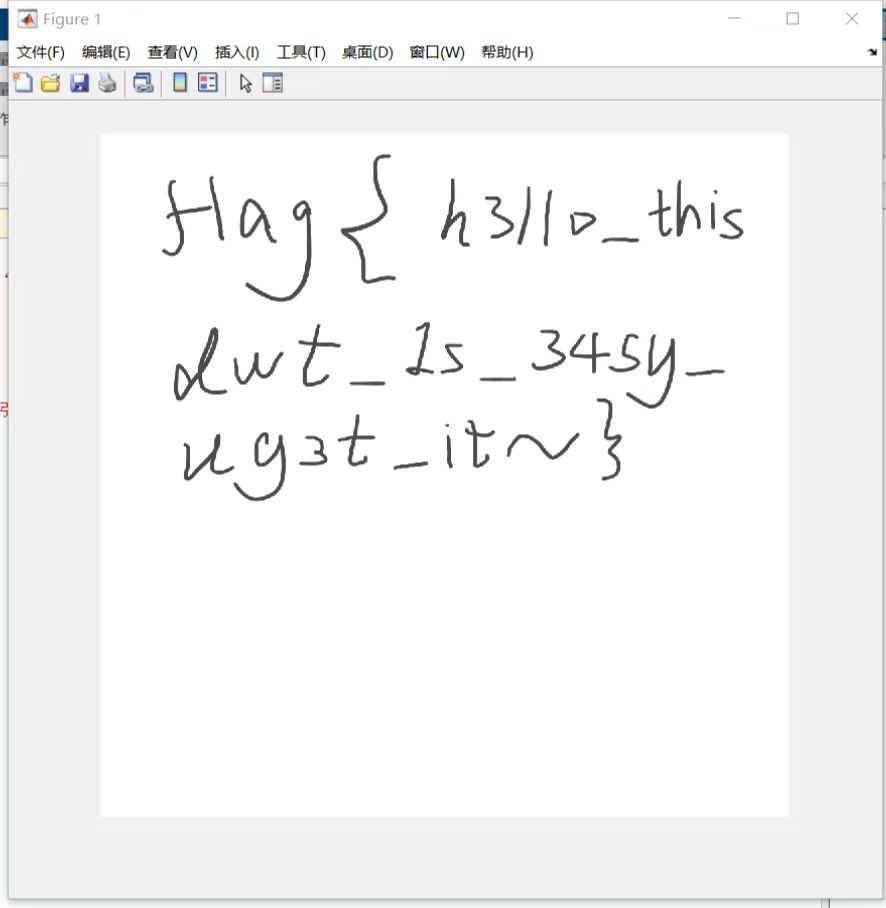 Figure 1
文件(F) 编辑(E) 查看(V) 插入(I) 工具(T) 桌面(D) 窗口(W) 帮助(H)
flag{ h3llo_this
dwt_1s_345y_
ug3t_it~}